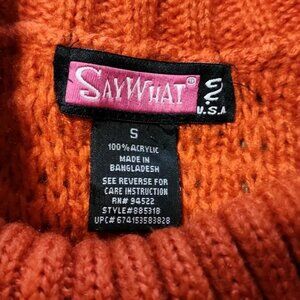 SAYWHAT ®
U.S.A
S
100% ACRYLIC
MADE IN
BANGLADESH
SEE REVERSE FOR
CARE INSTRUCTION
RN# 94522
STYLE#885318
UPC# 674153583828